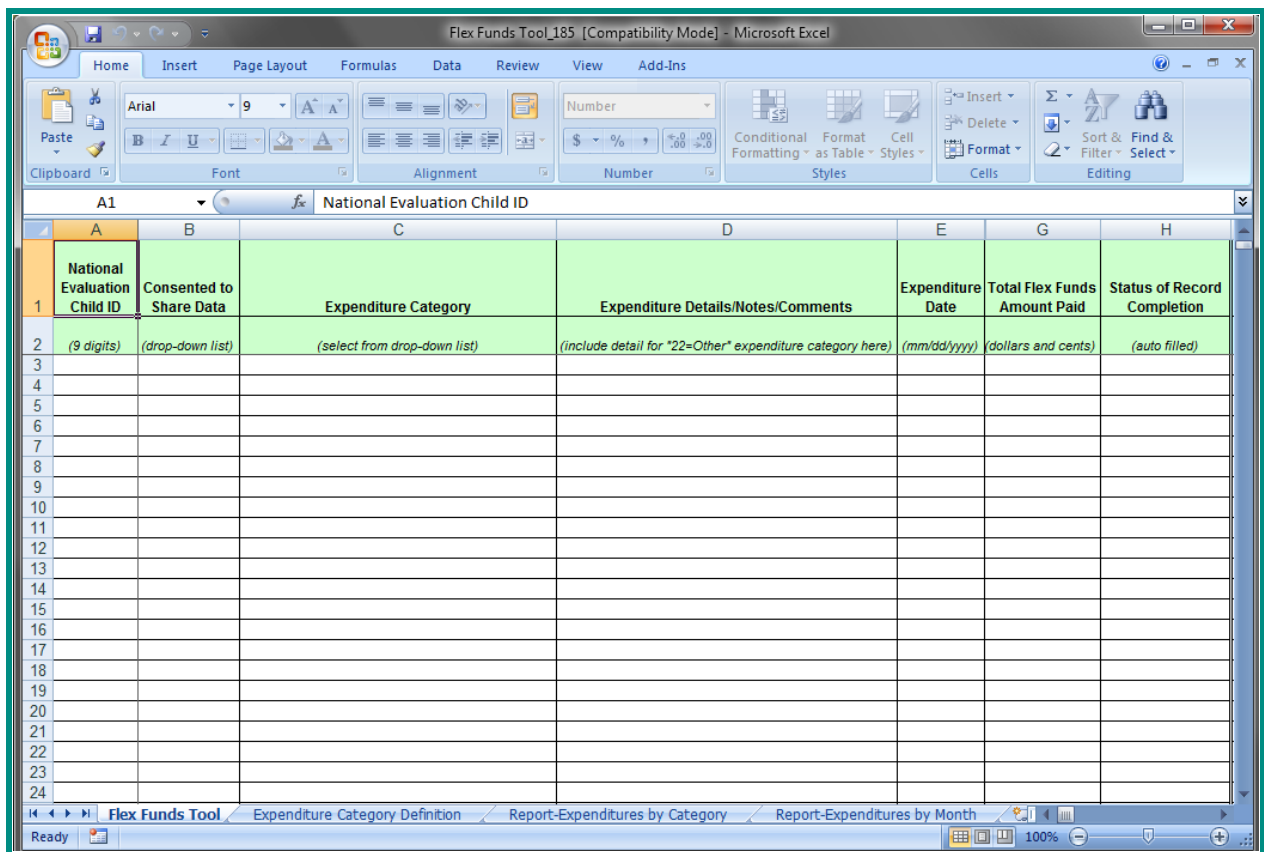 Flex Funds Tool_185 [Compatibility Mode] - Microsoft Excel
Home Insert Page Layout Formulas Data Review View Add-Ins
Arial 9 A A Number Insert Σ
Paste B I U A $ % , .0 .00 .00 .0 Conditional Formatting Format as Table Cell Styles Delete Format Sort & Filter Find & Select
Clipboard Font Alignment Number Styles Cells Editing
A1 fx National Evaluation Child ID
A B C D E F G H
1 National Evaluation Child ID Consented to Share Data Expenditure Category Expenditure Details/Notes/Comments Expenditure Date Total Flex Funds Amount Paid Status of Record Completion
2 (9 digits) (drop-down list) (select from drop-down list) (include detail for "22=Other" expenditure category here) (mm/dd/yyyy) (dollars and cents) (auto filled)
3
4
5
6
7
8
9
10
11
12
13
14
15
16
17
18
19
20
21
22
23
24
Flex Funds Tool Expenditure Category Definition Report-Expenditures by Category Report-Expenditures by Month
Ready 100%